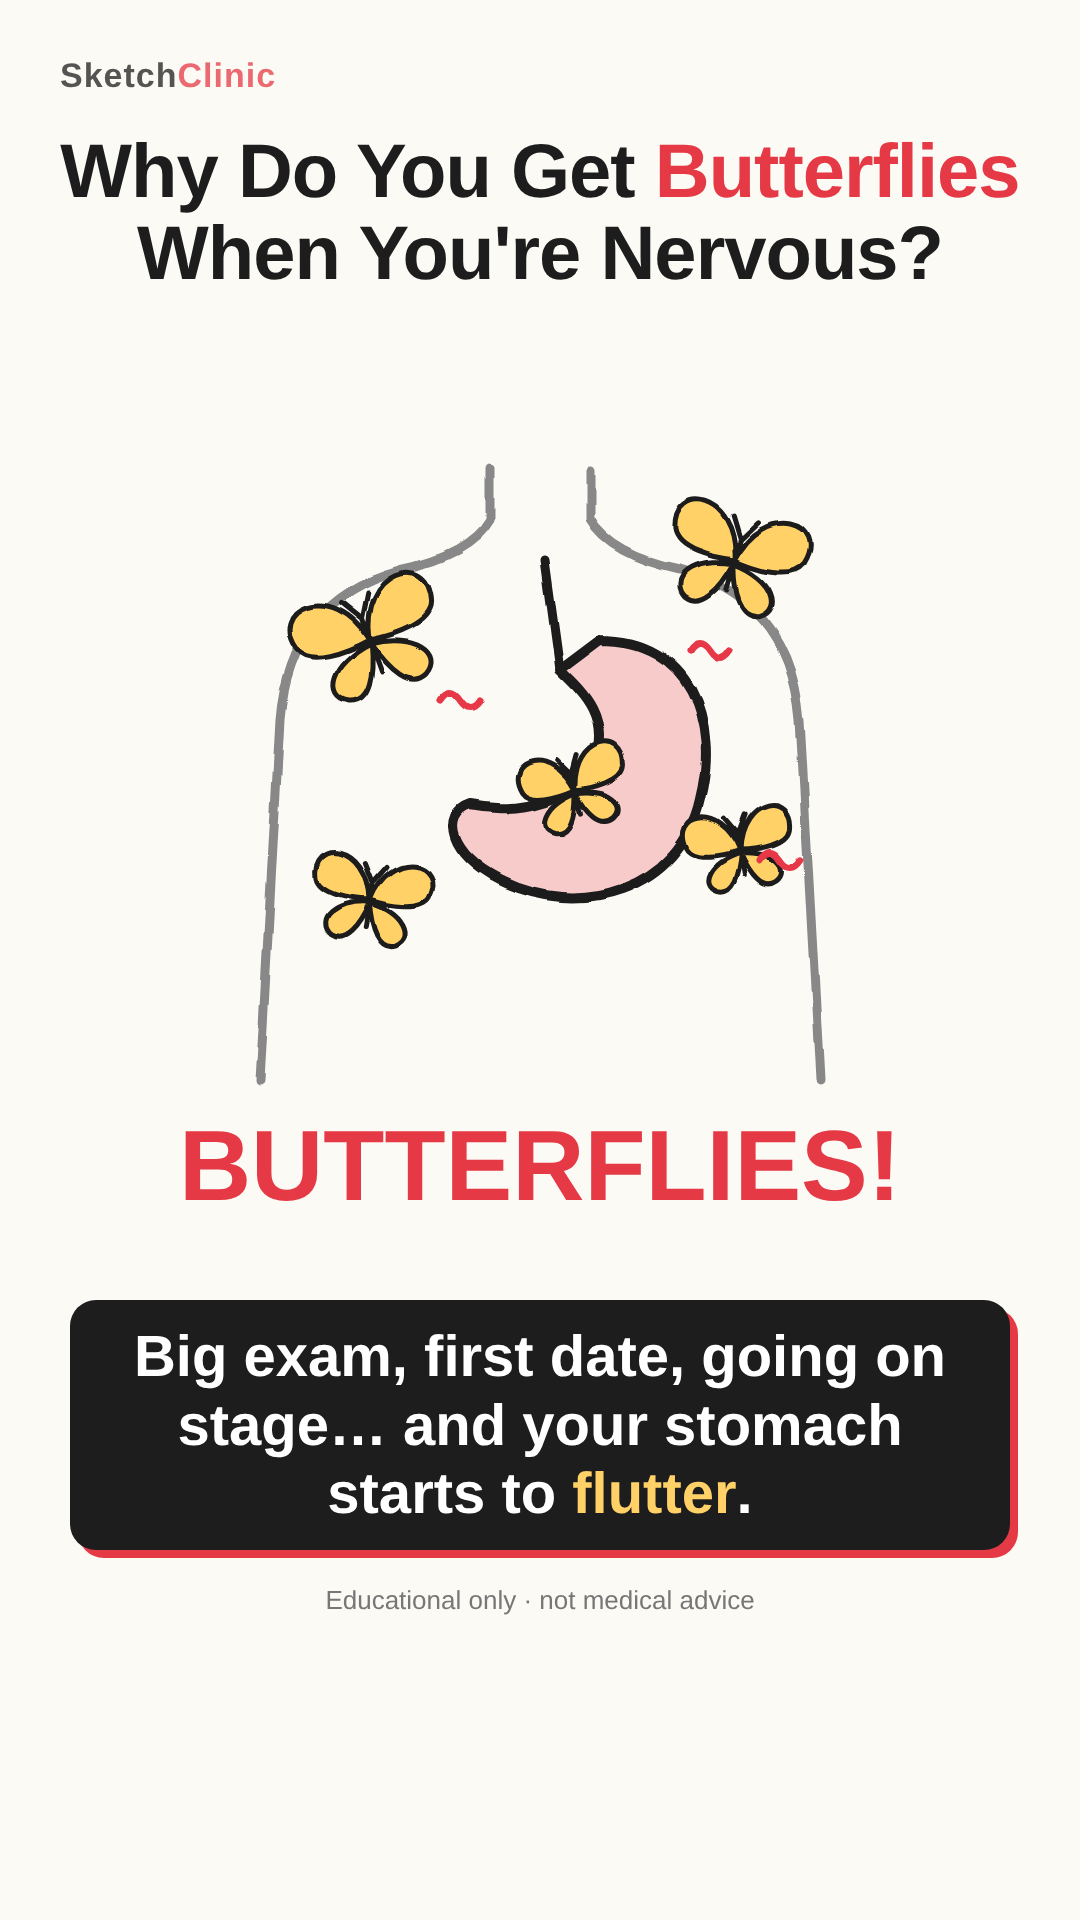 SketchClinic
Why Do You Get Butterflies
When You're Nervous?
BUTTERFLIES!
Big exam, first date, going on
stage… and your stomach
starts to flutter.
Educational only · not medical advice